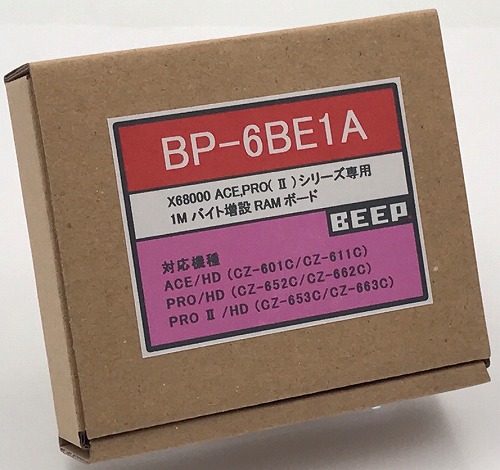 BP-6BE1A
X68000 ACE,PRO( Ⅱ )シリーズ専用
1M バイト増設 RAM ボード
BEEP
対応機種
ACE/HD (CZ-601C/CZ-611C)
PRO/HD (CZ-652C/CZ-662C)
PRO Ⅱ /HD (CZ-653C/CZ-663C)